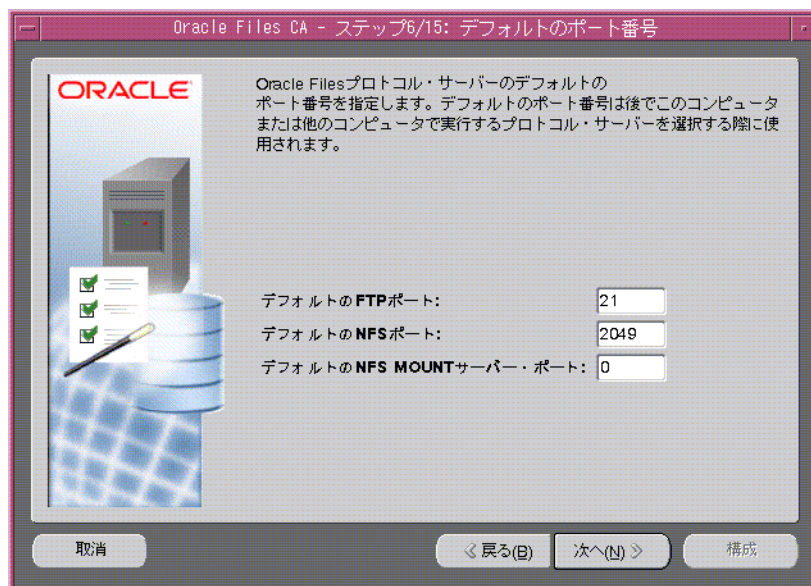 Oracle Files CA - ステップ6/15: デフォルトのポート番号
ORACLE
Oracle Filesプロトコル・サーバーのデフォルトの
ポート番号を指定します。デフォルトのポート番号は後でこのコンピュータ
または他のコンピュータで実行するプロトコル・サーバーを選択する際に使
用されます。
デフォルトのFTPポート: 21
デフォルトのNFSポート: 2049
デフォルトのNFS MOUNTサーバー・ポート: 0
取消
戻る(B)
次へ(N)
構成